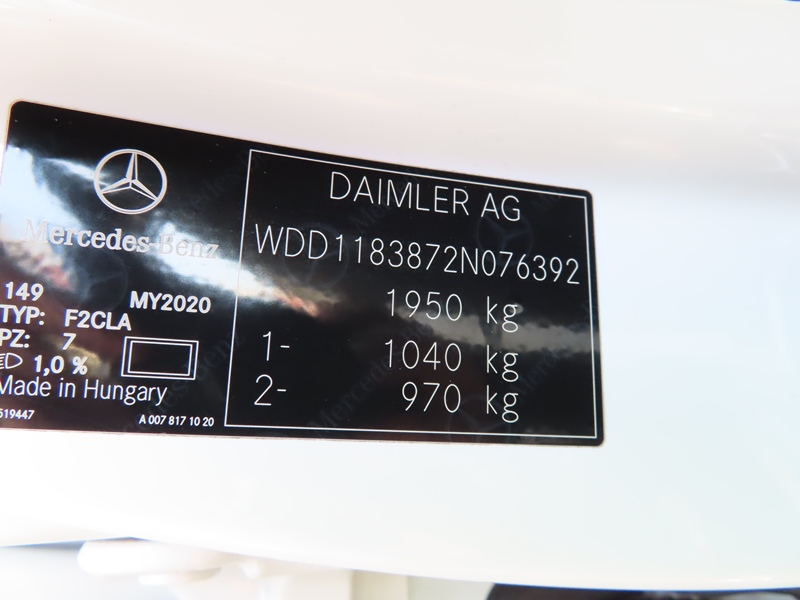 Mercedes-Benz
149 MY2020
TYP: F2CLA
PZ: 7
1,0 %
Made in Hungary
519447 A 007 817 10 20
DAIMLER AG
WDD1183872N076392
1950 kg
1- 1040 kg
2- 970 kg